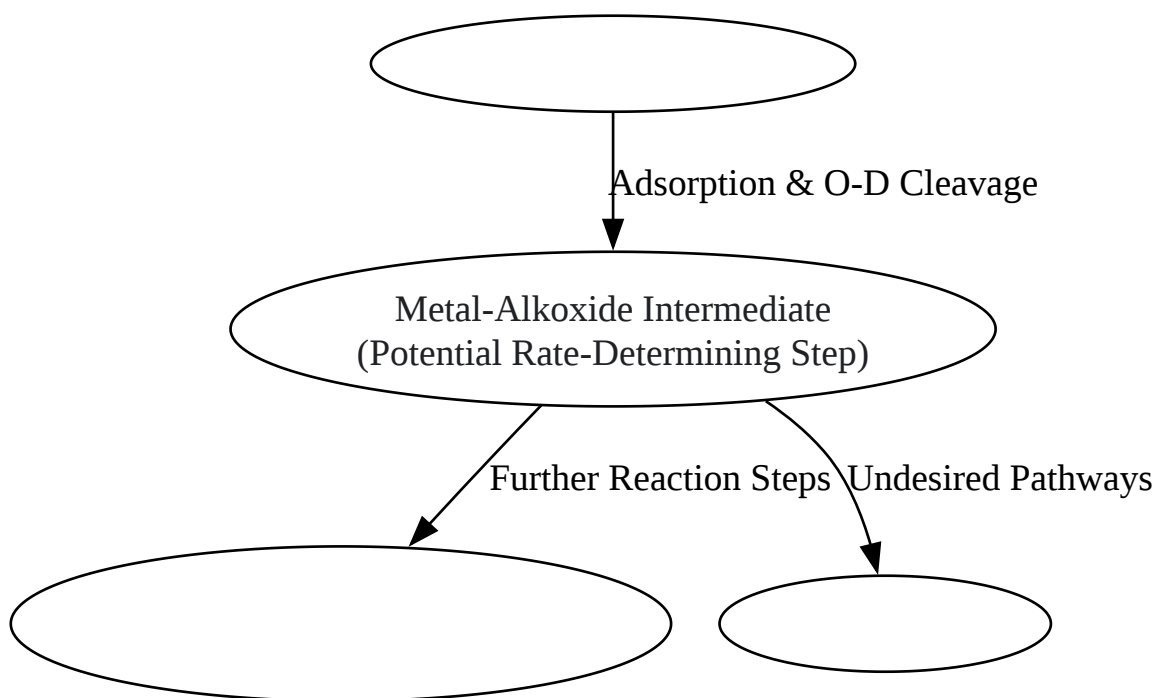 Adsorption & O-D Cleavage
Metal-Alkoxide Intermediate
(Potential Rate-Determining Step)
Further Reaction Steps
Undesired Pathways